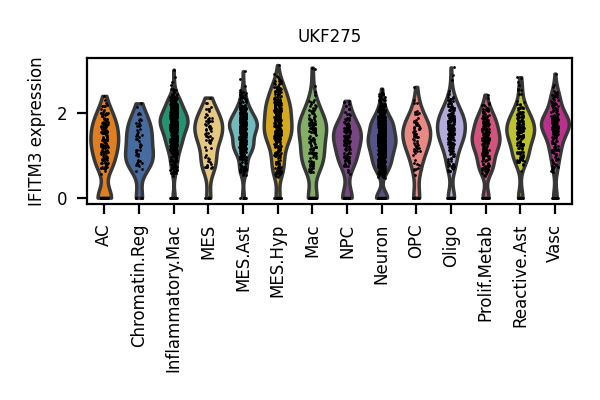 UKF275
IFITM3 expression
2
0
AC
Chromatin.Reg
Inflammatory.Mac
MES
MES.Ast
MES.Hyp
Mac
NPC
Neuron
OPC
Oligo
Prolif.Metab
Reactive.Ast
Vasc